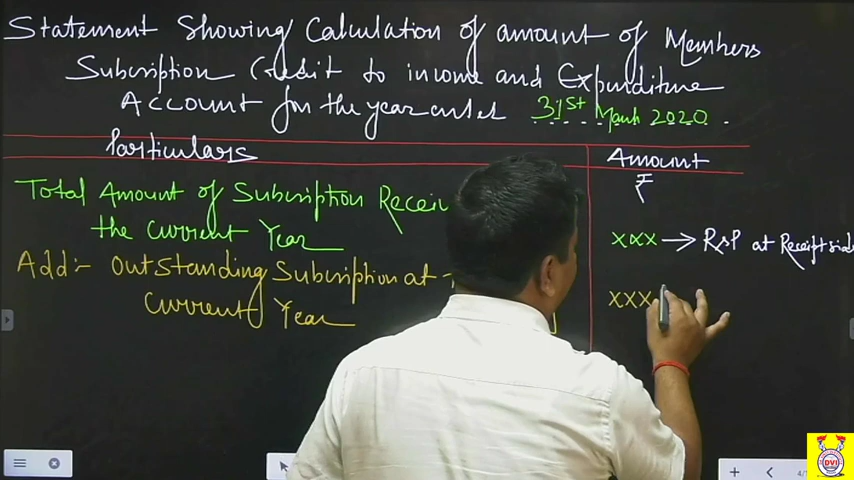 Statement Showing Calculation of amount of Members
Subscription Credit to income and Expenditure
Account for the year ended 31st March 2020
Particulars Amount
₹
Total Amount of Subscription Receiv
the Current Year
xxx → R&P at Receipt side
Add:- Outstanding Subscription at
Current Year
xxx
DVI